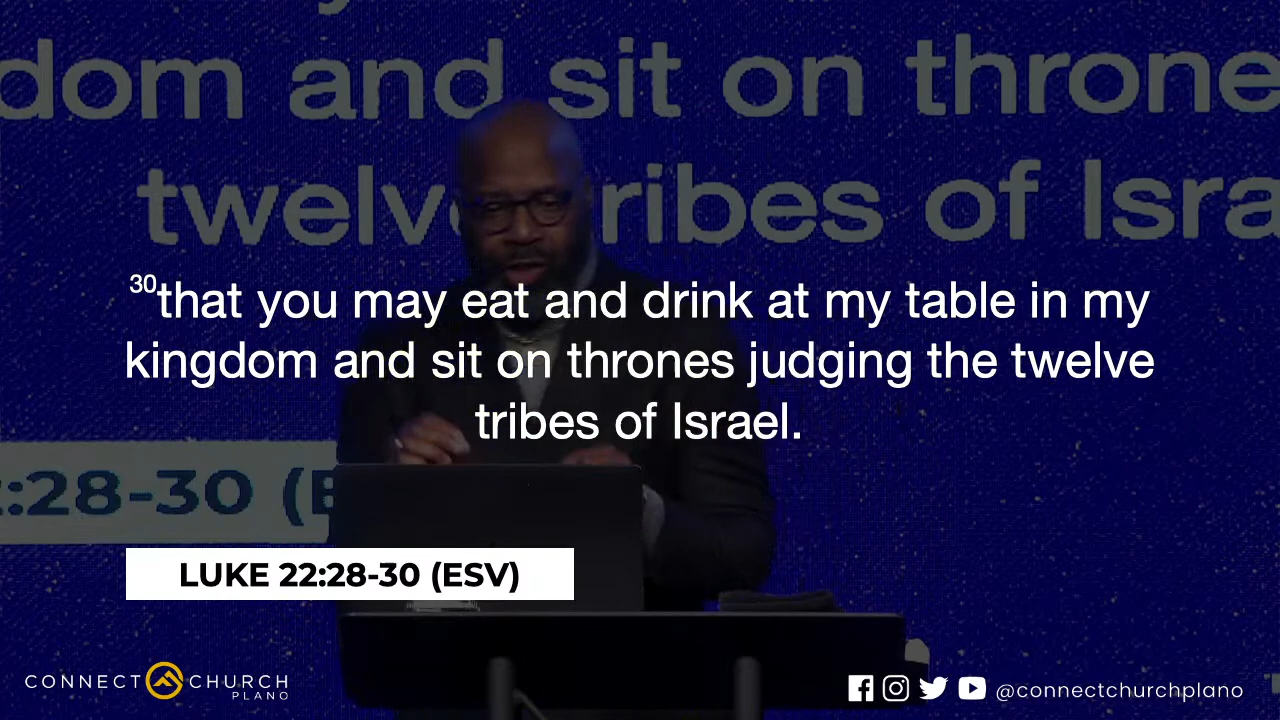 dom and sit on throne
twelv ribes of Isra
30that you may eat and drink at my table in my
kingdom and sit on thrones judging the twelve
tribes of Israel.
:28-30 (E
LUKE 22:28-30 (ESV)
CONNECT CHURCH
PLANO
@connectchurchplano